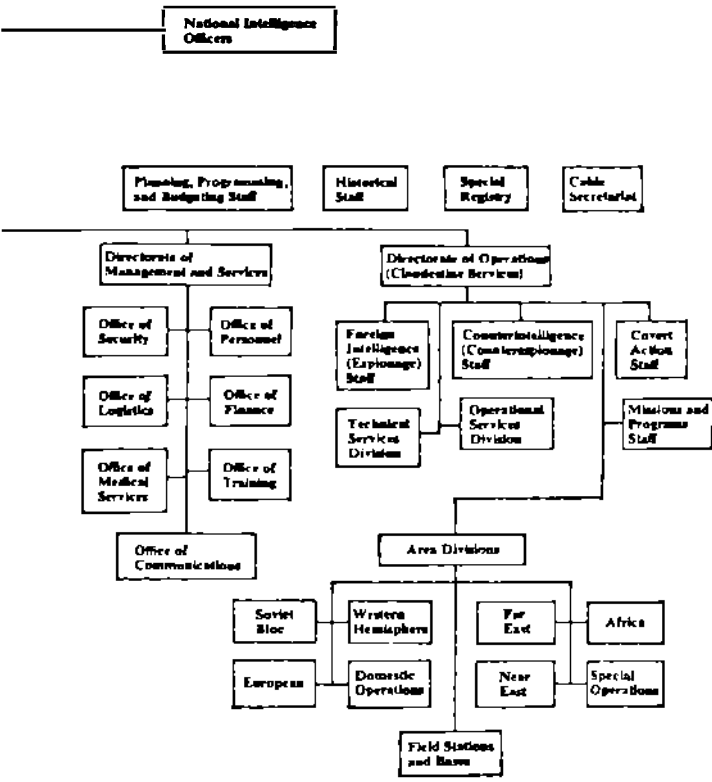 National Intelligence
Officers
Planning, Programming,
and Budgeting Staff
Historical
Staff
Special
Registry
Cable
Secretariat
Directorate of
Management and Services
Directorate of Operations
(Clandestine Services)
Office of
Security
Office of
Personnel
Foreign
Intelligence
(Espionage)
Staff
Counterintelligence
(Counterespionage)
Staff
Covert
Action
Staff
Office of
Logistics
Office of
Finance
Technical
Services
Division
Operational
Services
Division
Missions and
Programs
Staff
Office of
Medical
Services
Office of
Training
Office of
Communications
Area Divisions
Soviet
Bloc
Western
Hemisphere
Far
East
Africa
European
Domestic
Operations
Near
East
Special
Operations
Field Stations
and Bases